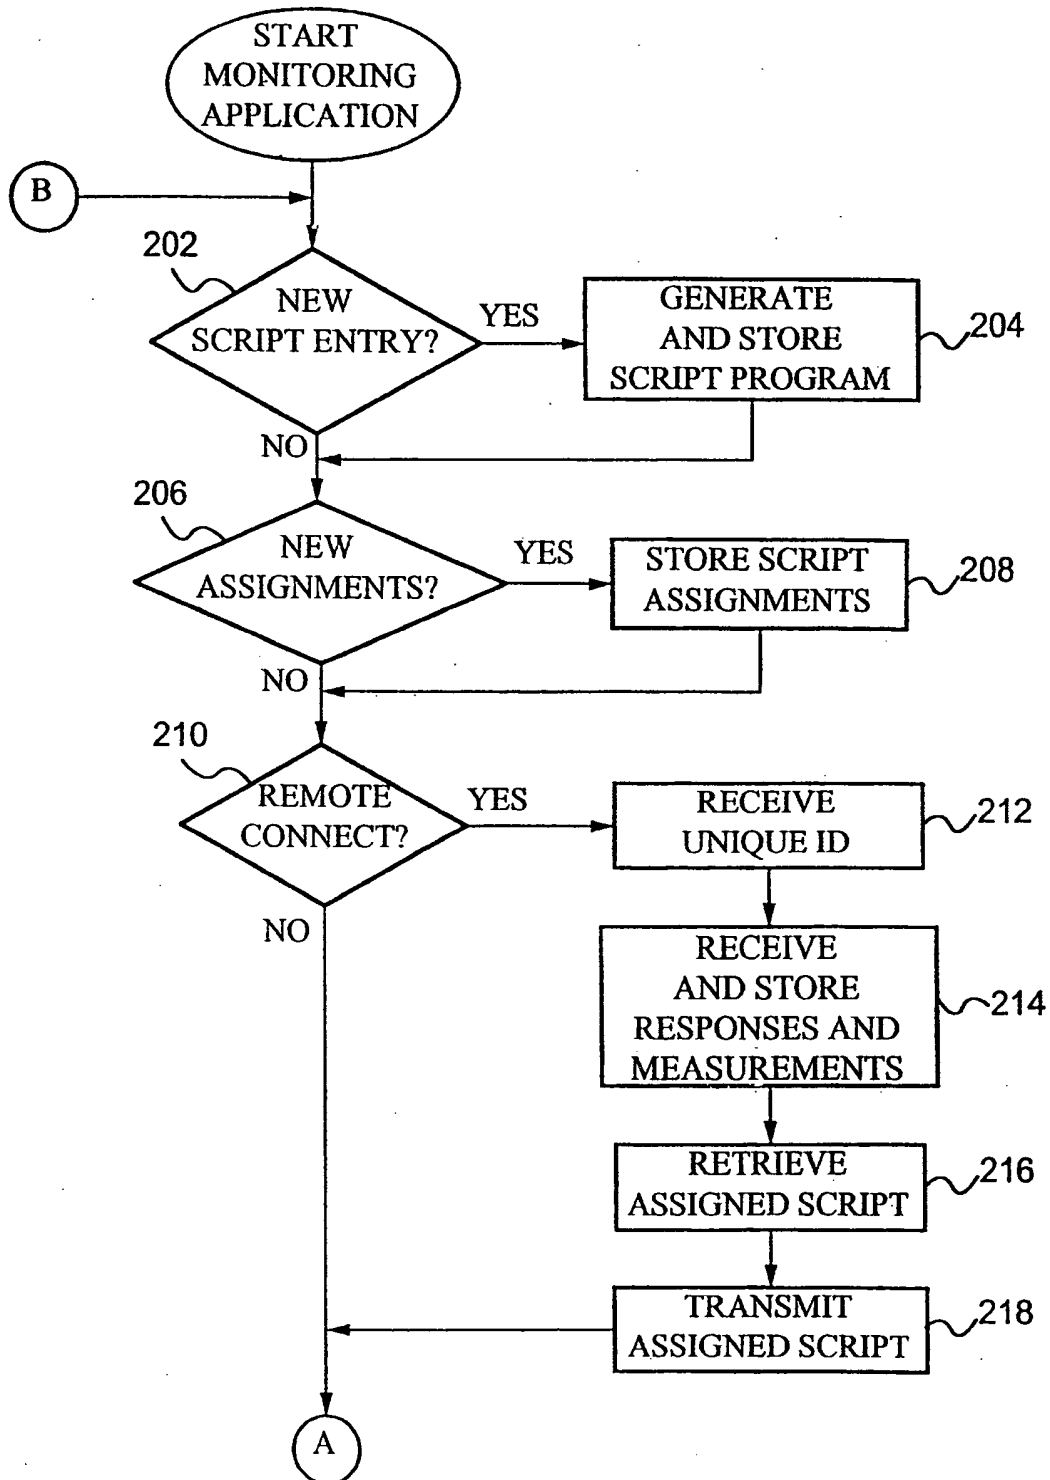 START
MONITORING
APPLICATION
B
202
NEW
SCRIPT ENTRY?
YES
GENERATE
AND STORE
SCRIPT PROGRAM
204
NO
206
NEW
ASSIGNMENTS?
YES
STORE SCRIPT
ASSIGNMENTS
208
NO
210
REMOTE
CONNECT?
YES
RECEIVE
UNIQUE ID
212
NO
RECEIVE
AND STORE
RESPONSES AND
MEASUREMENTS
214
RETRIEVE
ASSIGNED SCRIPT
216
TRANSMIT
ASSIGNED SCRIPT
218
A